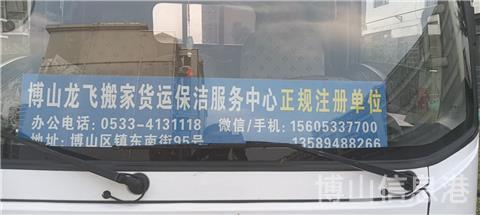 博山龙飞搬家货运保洁服务中心正规注册单位
办公电话: 0533-4131118 微信/手机: 15605337700
地址: 博山区镇东南街95号 13589488266
博山信息港